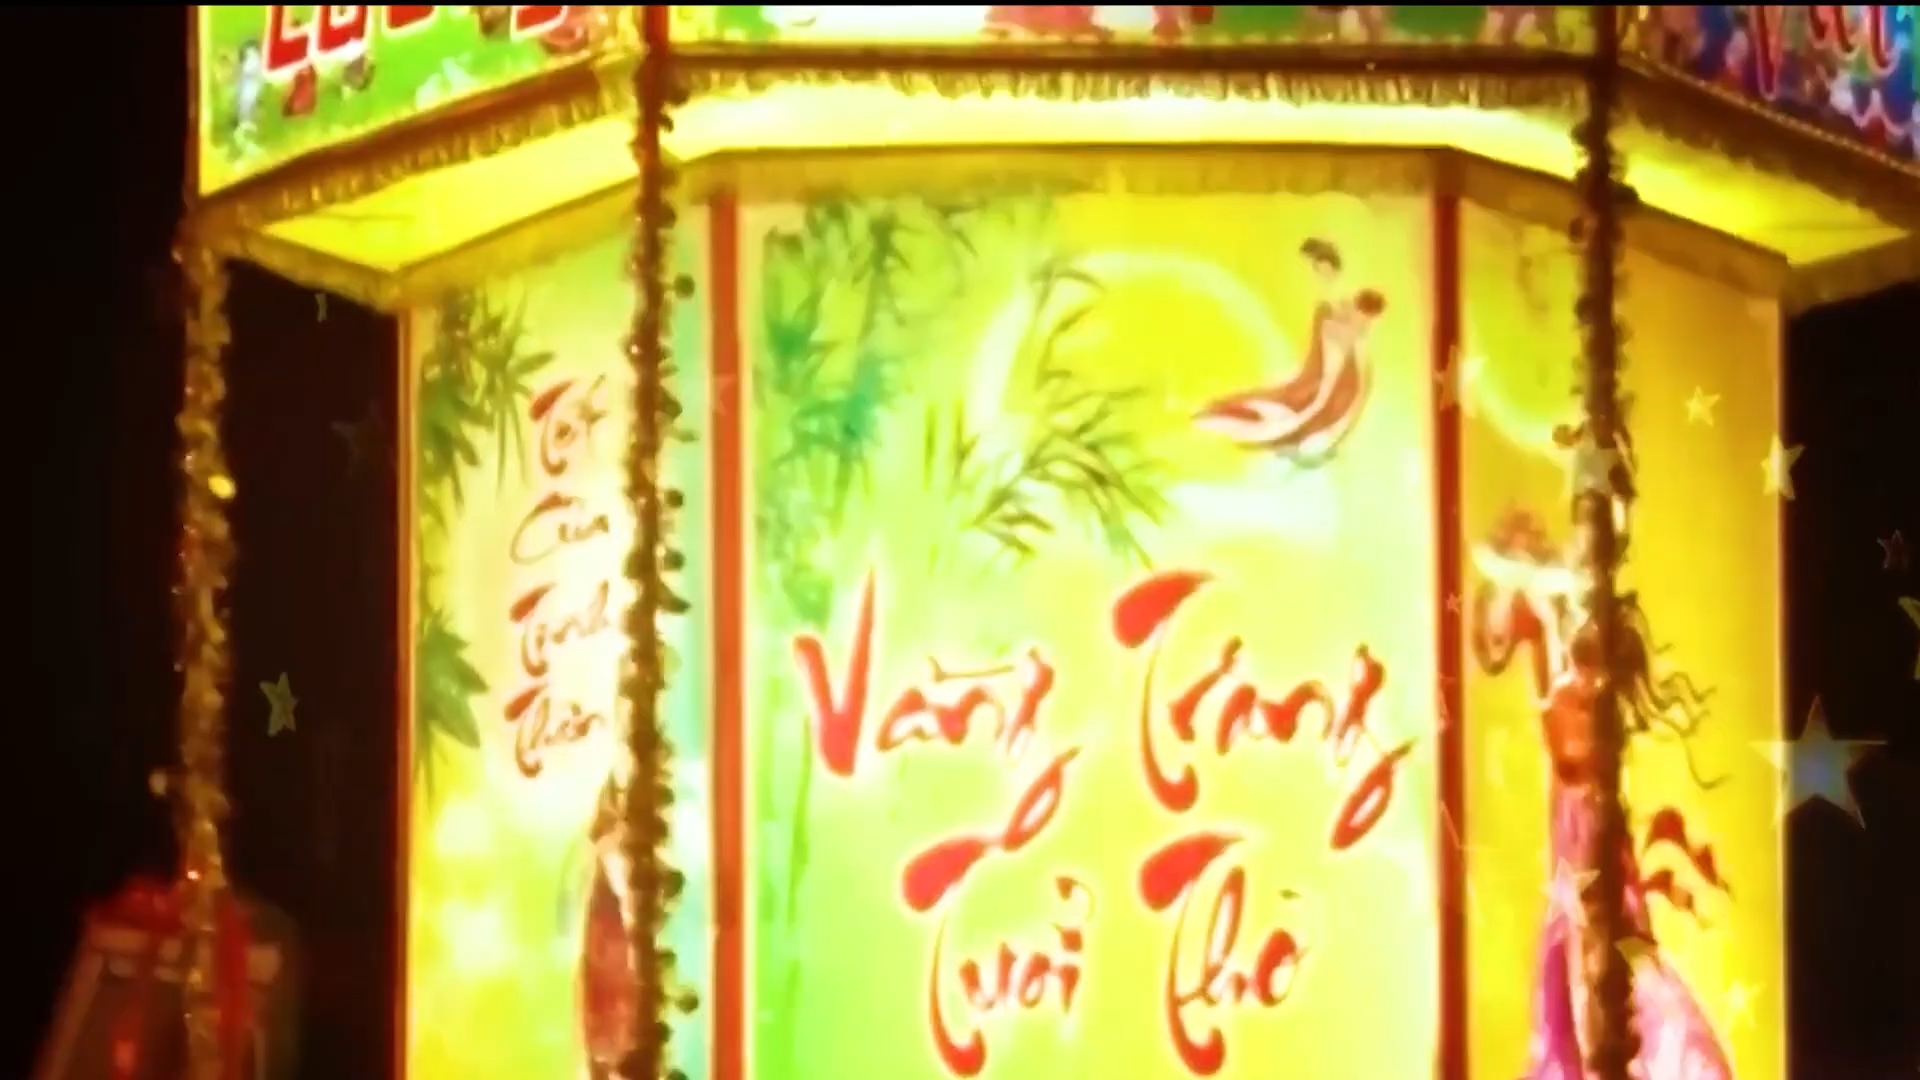 Tết
Của
Tình
Thân
Vầng Trăng
Tuổi Thơ